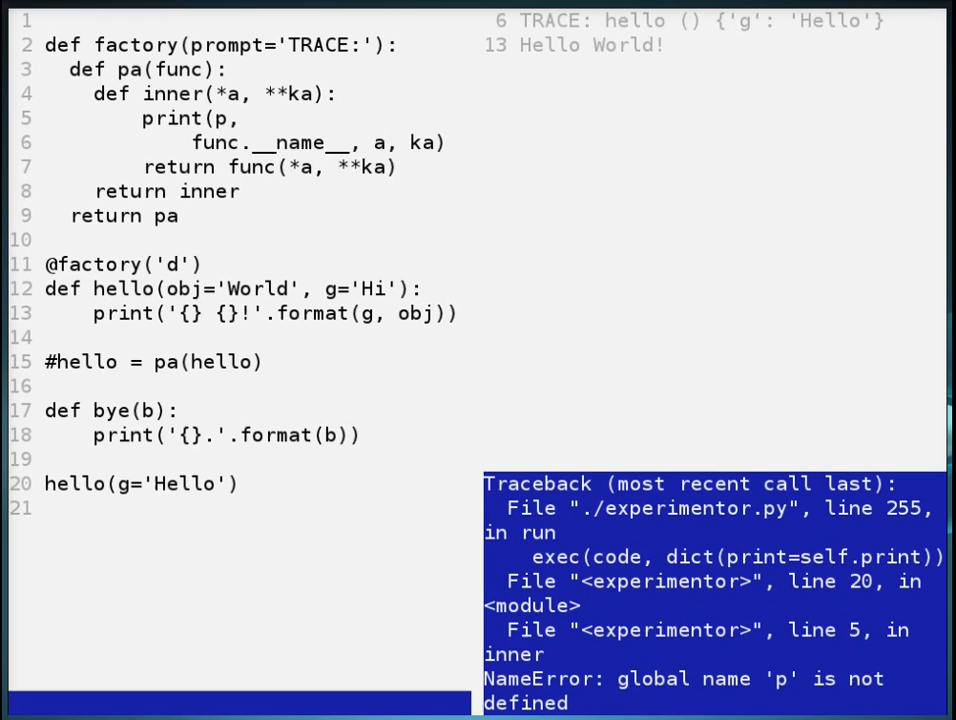 1
2 def factory(prompt='TRACE:'):
3   def pa(func):
4     def inner(*a, **ka):
5         print(p,
6             func.__name__, a, ka)
7         return func(*a, **ka)
8     return inner
9   return pa
10
11 @factory('d')
12 def hello(obj='World', g='Hi'):
13     print('{} {}!'.format(g, obj))
14
15 #hello = pa(hello)
16
17 def bye(b):
18     print('{}.'.format(b))
19
20 hello(g='Hello')
21
6 TRACE: hello () {'g': 'Hello'}
13 Hello World!
Traceback (most recent call last):
  File "./experimentor.py", line 255,
in run
    exec(code, dict(print=self.print))
  File "<experimentor>", line 20, in
<module>
  File "<experimentor>", line 5, in
inner
NameError: global name 'p' is not
defined